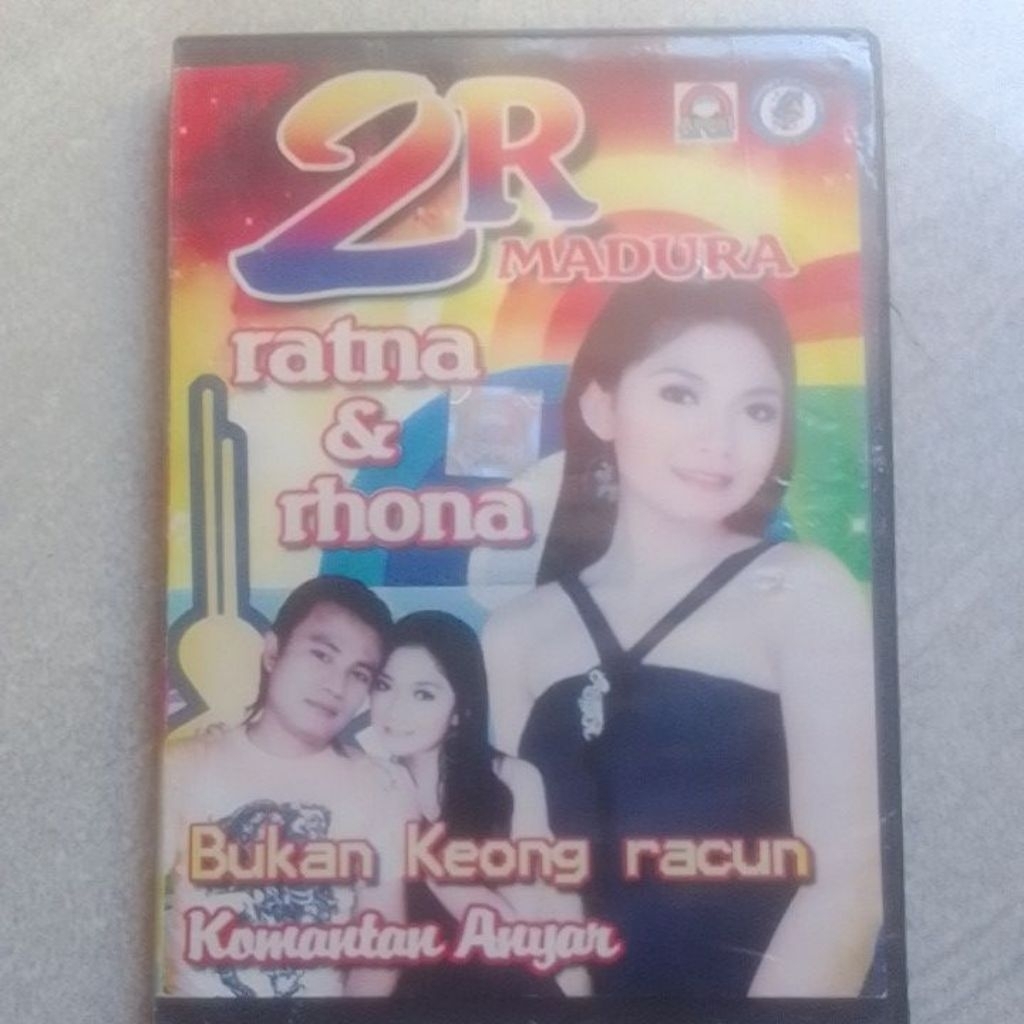 2R
MADURA
ratna
&
rhona
Bukan Keong racun
Komantan Anyar